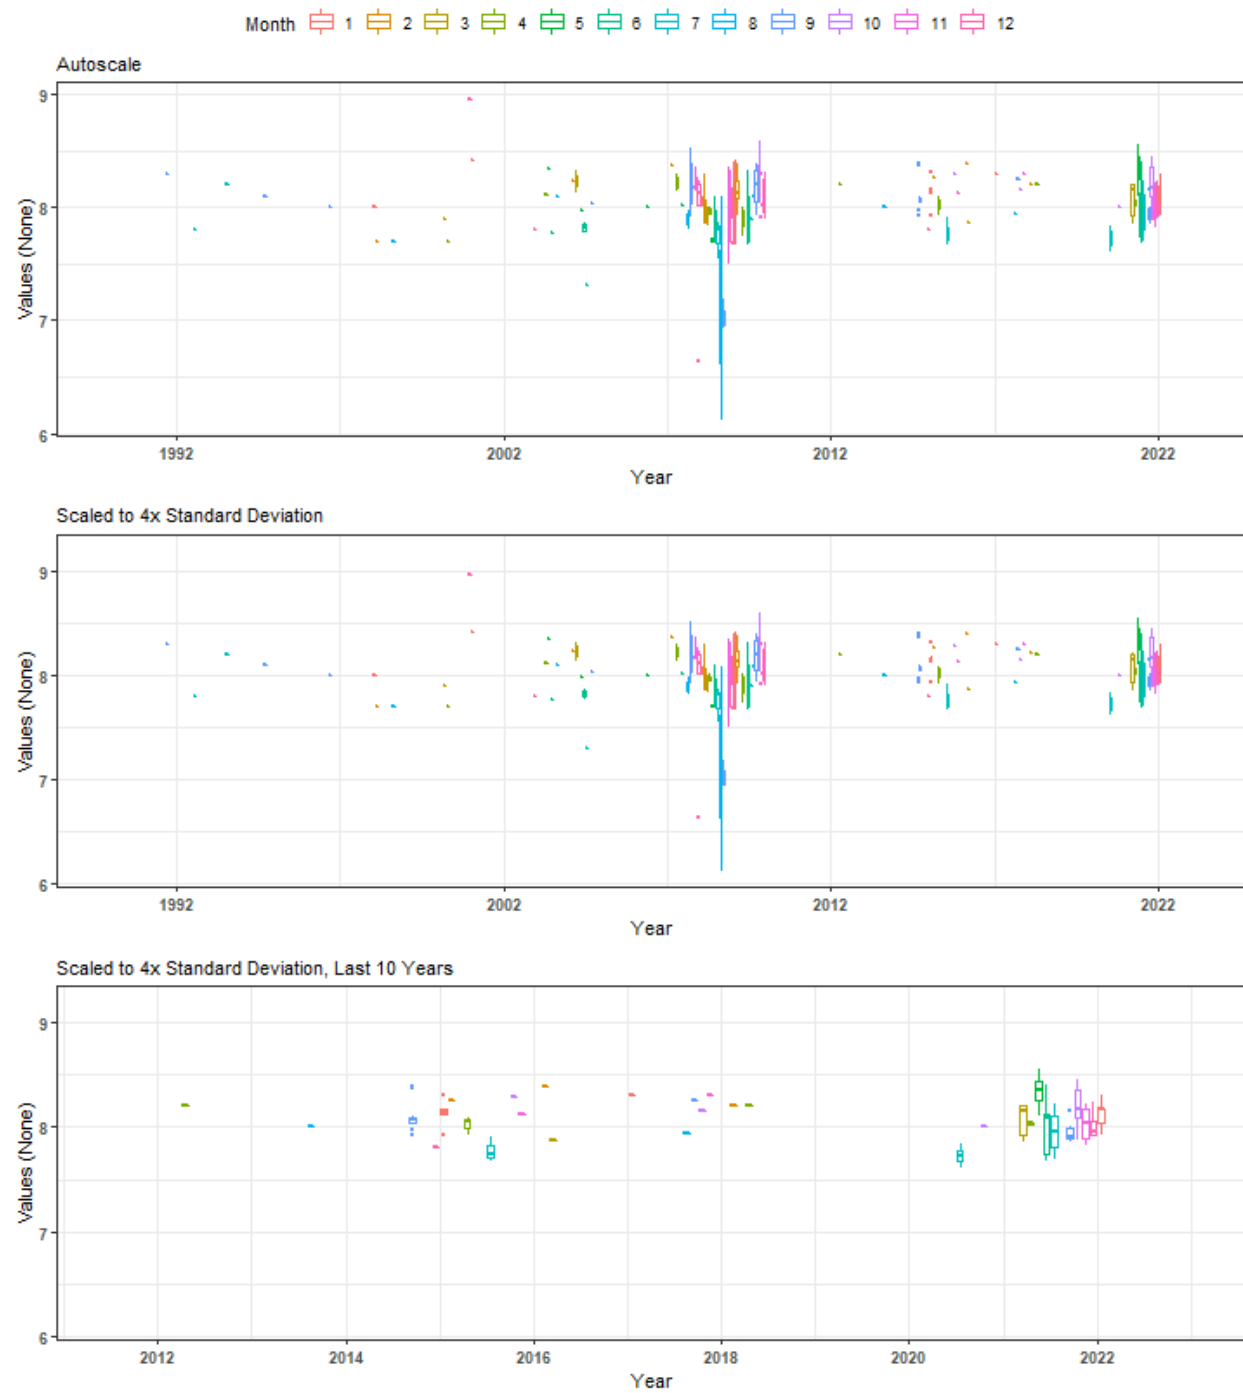 Month 1 2 3 4 5 6 7 8 9 10 11 12
Autoscale
Values (None)
9
8
7
6
1992 2002 2012 2022
Year
Scaled to 4x Standard Deviation
Values (None)
9
8
7
6
1992 2002 2012 2022
Year
Scaled to 4x Standard Deviation, Last 10 Years
Values (None)
9
8
7
6
2012 2014 2016 2018 2020 2022
Year